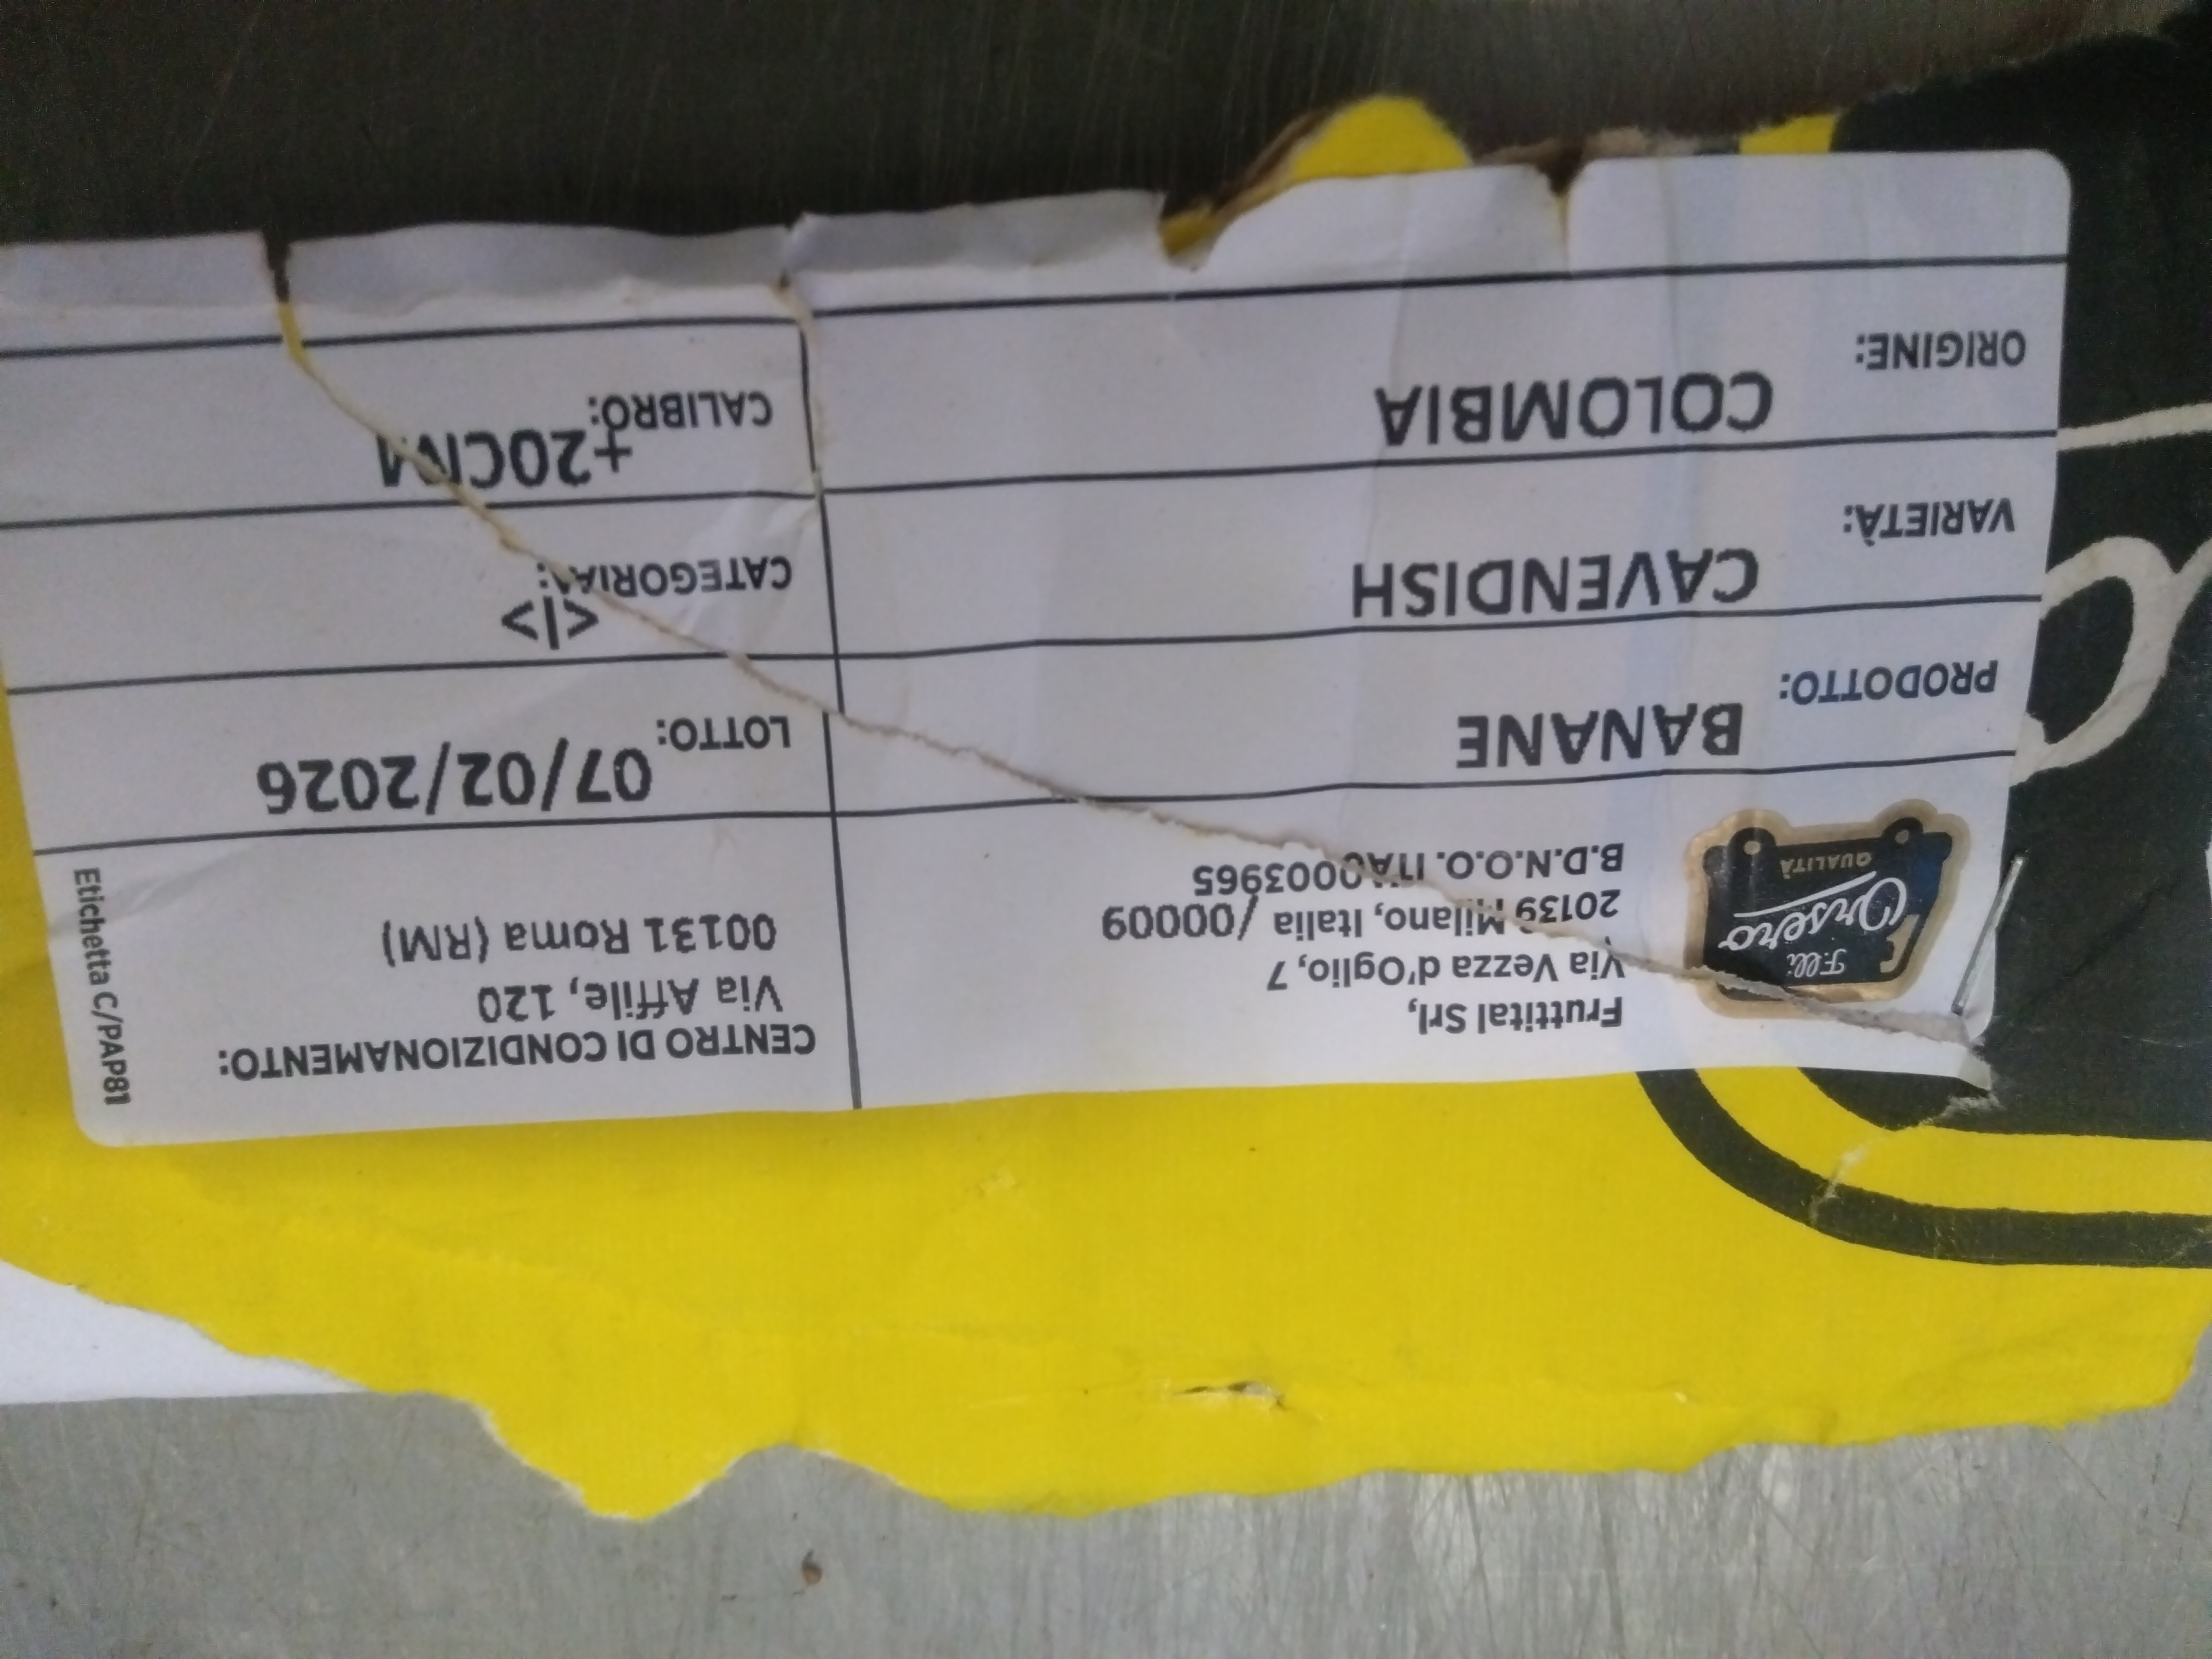 F.lli
Orsero
QUALITÀ
Fruttital Srl,
Via Vezza d'Oglio, 7
20139 Milano, Italia /00009
B.D.N.O.O. ITA0003965
CENTRO DI CONDIZIONAMENTO:
Via Affile, 120
00131 Roma (RM)
Etichetta C/PAP81
PRODOTTO: BANANE
LOTTO: 07/02/2026
VARIETÀ: CAVENDISH
CATEGORIA: <|>
ORIGINE: COLOMBIA
CALIBRO: +20CM